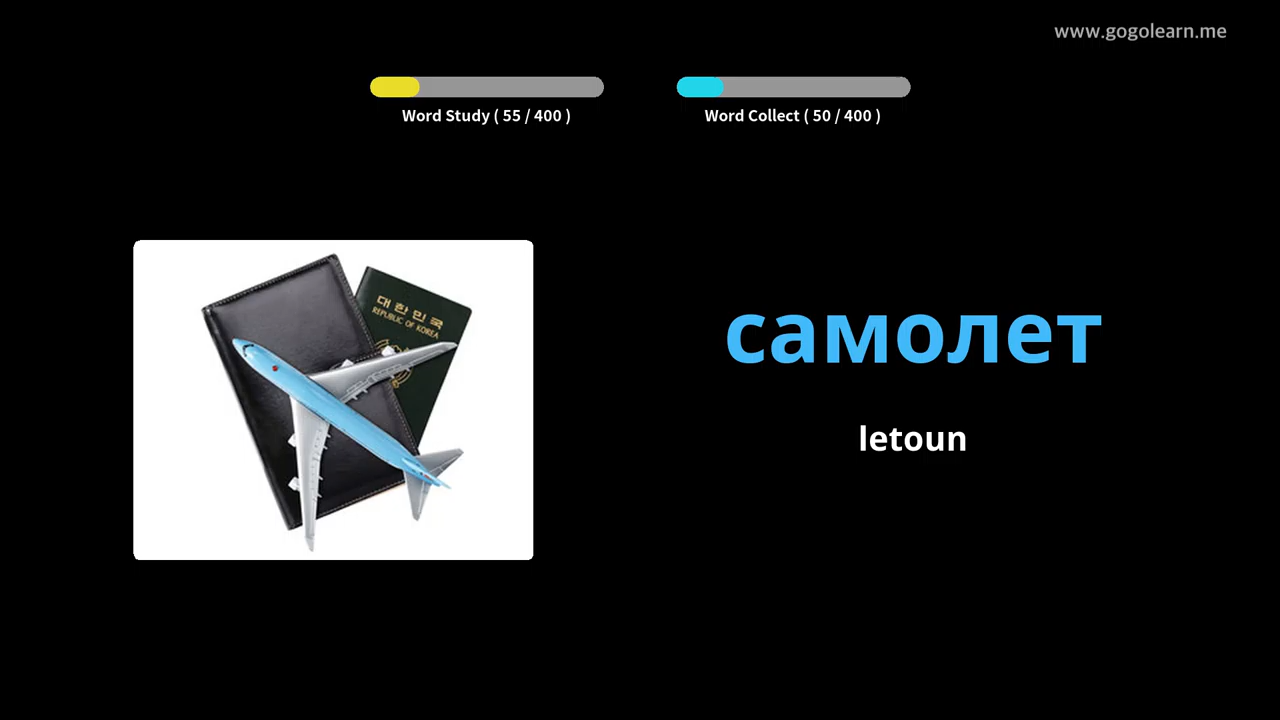 www.gogolearn.me
Word Study ( 55 / 400 )
Word Collect ( 50 / 400 )
대한민국
REPUBLIC OF KOREA
самолет
letoun